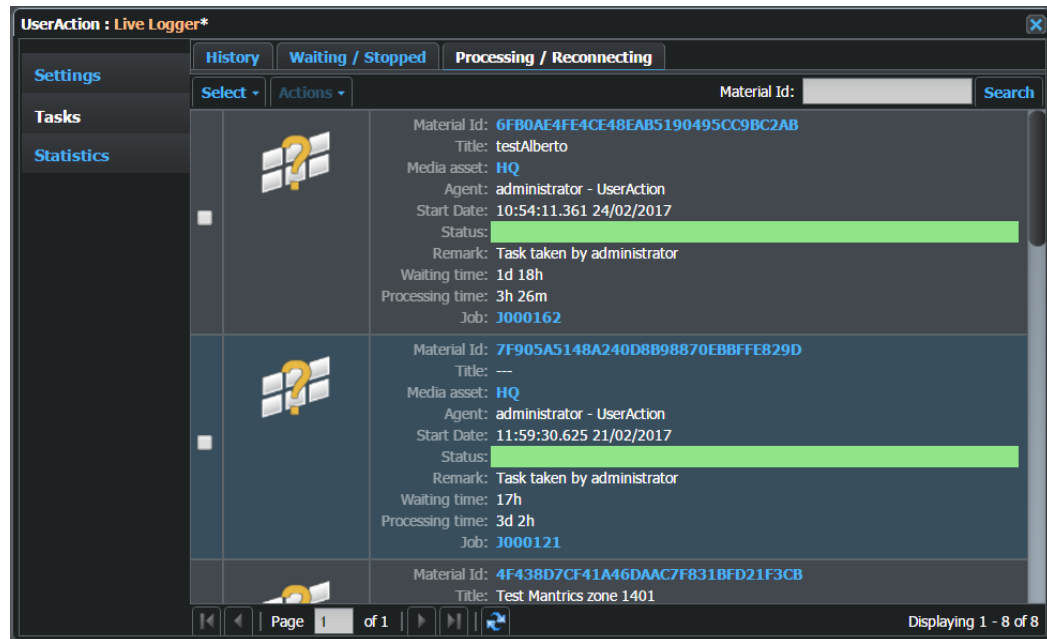 UserAction : Live Logger*
Settings
Tasks
Statistics
History Waiting / Stopped Processing / Reconnecting
Select Actions Material Id: Search
Material Id: 6FB0AE4FE4CE48EAB5190495CC9BC2AB
Title: testAlberto
Media asset: HQ
Agent: administrator - UserAction
Start Date: 10:54:11.361 24/02/2017
Status:
Remark: Task taken by administrator
Waiting time: 1d 18h
Processing time: 3h 26m
Job: J000162
Material Id: 7F905A5148A240D8B98870EBBFFE829D
Title: ---
Media asset: HQ
Agent: administrator - UserAction
Start Date: 11:59:30.625 21/02/2017
Status:
Remark: Task taken by administrator
Waiting time: 17h
Processing time: 3d 2h
Job: J000121
Material Id: 4F438D7CF41A46DAAC7F831BFD21F3CB
Title: Test Mantrics zone 1401
Page 1 of 1 Displaying 1 - 8 of 8